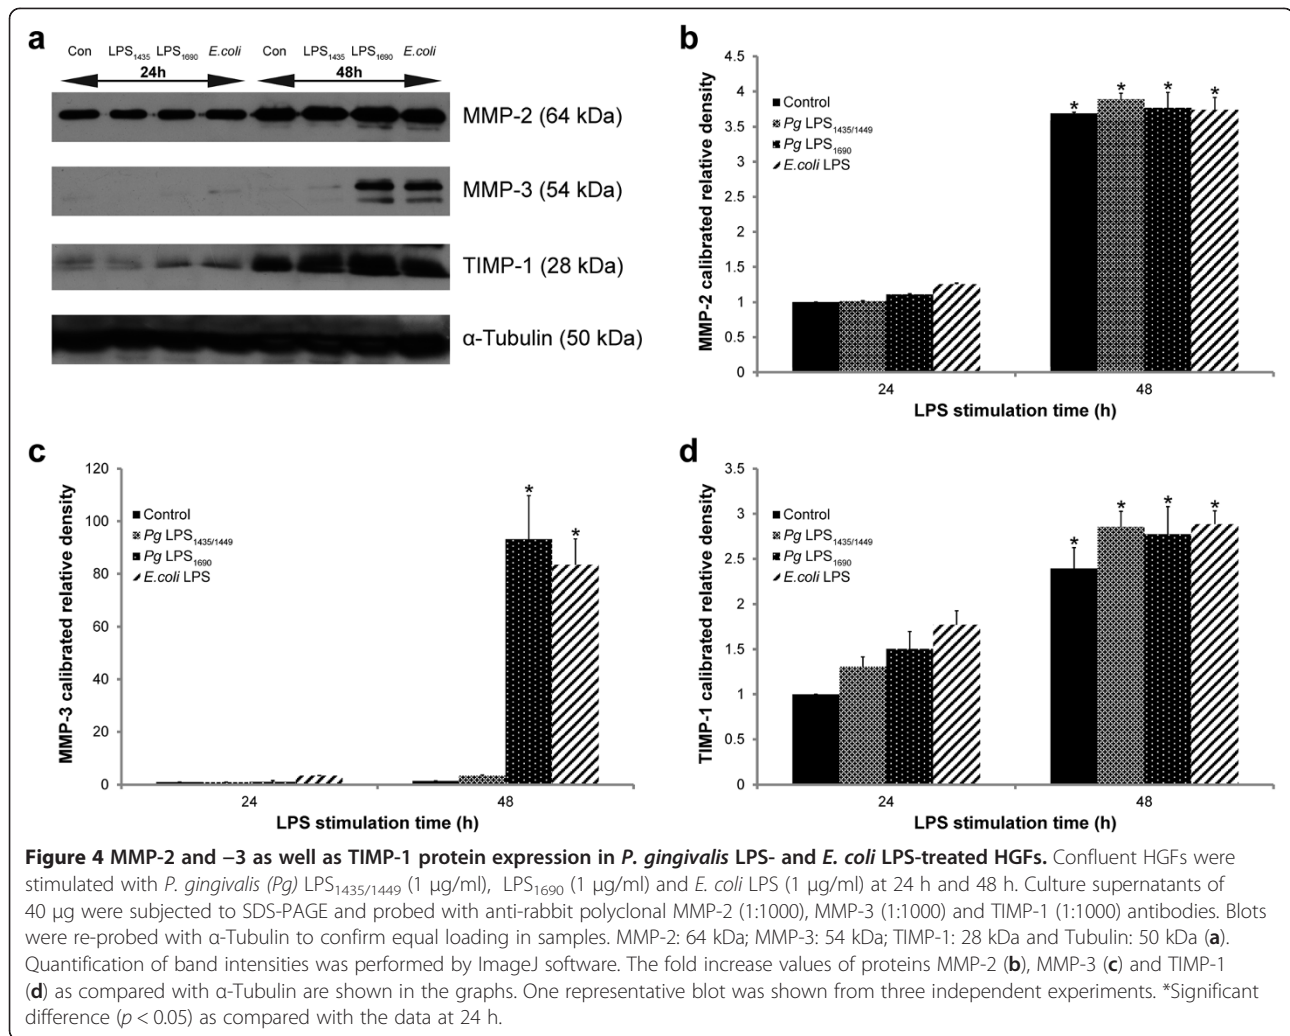 a
Con LPS1435 LPS1690 E.coli Con LPS1435 LPS1690 E.coli
24h 48h
MMP-2 (64 kDa)
MMP-3 (54 kDa)
TIMP-1 (28 kDa)
α-Tubulin (50 kDa)
b
MMP-2 calibrated relative density
4.5
4
3.5
3
2.5
2
1.5
1
0.5
0
Control
Pg LPS1435/1449
Pg LPS1690
E.coli LPS
* * * *
24 48
LPS stimulation time (h)
c
MMP-3 calibrated relative density
120
100
80
60
40
20
0
Control
Pg LPS1435/1449
Pg LPS1690
E.coli LPS
* *
24 48
LPS stimulation time (h)
d
TIMP-1 calibrated relative density
3.5
3
2.5
2
1.5
1
0.5
0
Control
Pg LPS1435/1449
Pg LPS1690
E.coli LPS
* * * *
24 48
LPS stimulation time (h)
Figure 4 MMP-2 and −3 as well as TIMP-1 protein expression in P. gingivalis LPS- and E. coli LPS-treated HGFs. Confluent HGFs were
stimulated with P. gingivalis (Pg) LPS1435/1449 (1 μg/ml), LPS1690 (1 μg/ml) and E. coli LPS (1 μg/ml) at 24 h and 48 h. Culture supernatants of
40 μg were subjected to SDS-PAGE and probed with anti-rabbit polyclonal MMP-2 (1:1000), MMP-3 (1:1000) and TIMP-1 (1:1000) antibodies. Blots
were re-probed with α-Tubulin to confirm equal loading in samples. MMP-2: 64 kDa; MMP-3: 54 kDa; TIMP-1: 28 kDa and Tubulin: 50 kDa (a).
Quantification of band intensities was performed by ImageJ software. The fold increase values of proteins MMP-2 (b), MMP-3 (c) and TIMP-1
(d) as compared with α-Tubulin are shown in the graphs. One representative blot was shown from three independent experiments. *Significant
difference (p < 0.05) as compared with the data at 24 h.